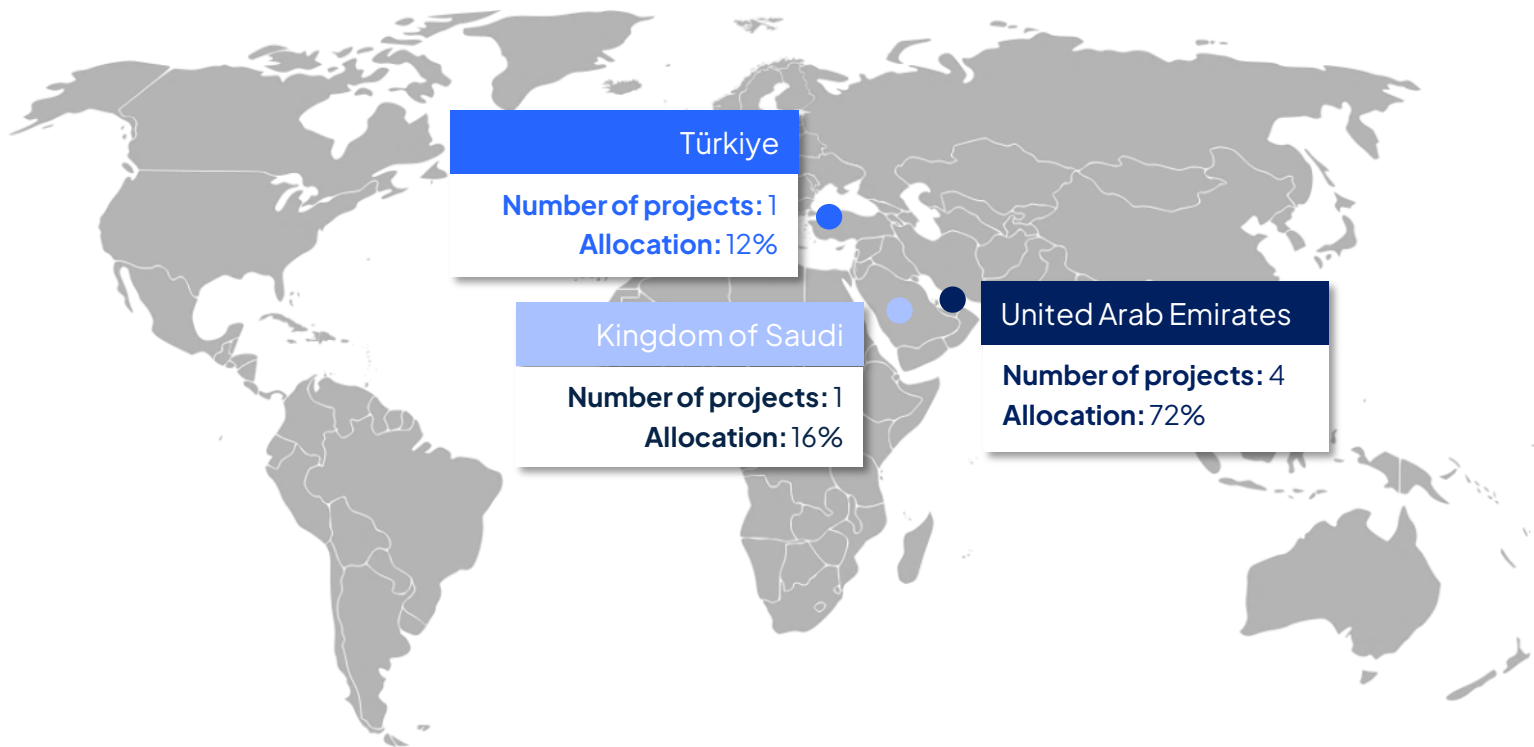 Türkiye
Number of projects: 1
Allocation: 12%
Kingdom of Saudi
Number of projects: 1
Allocation: 16%
United Arab Emirates
Number of projects: 4
Allocation: 72%